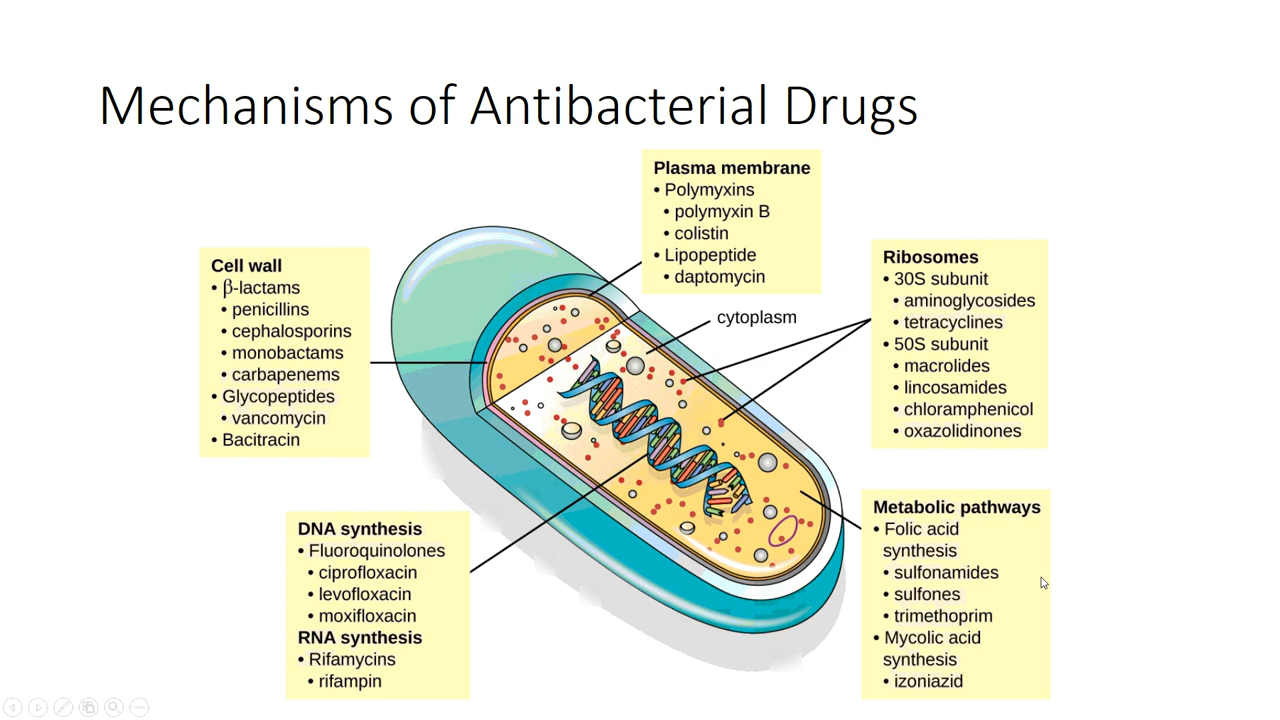 Mechanisms of Antibacterial Drugs
Plasma membrane
• Polymyxins
• polymyxin B
• colistin
• Lipopeptide
• daptomycin
Cell wall
• β-lactams
• penicillins
• cephalosporins
• monobactams
• carbapenems
• Glycopeptides
• vancomycin
• Bacitracin
cytoplasm
Ribosomes
• 30S subunit
• aminoglycosides
• tetracyclines
• 50S subunit
• macrolides
• lincosamides
• chloramphenicol
• oxazolidinones
DNA synthesis
• Fluoroquinolones
• ciprofloxacin
• levofloxacin
• moxifloxacin
RNA synthesis
• Rifamycins
• rifampin
Metabolic pathways
• Folic acid
synthesis
• sulfonamides
• sulfones
• trimethoprim
• Mycolic acid
synthesis
• izoniazid